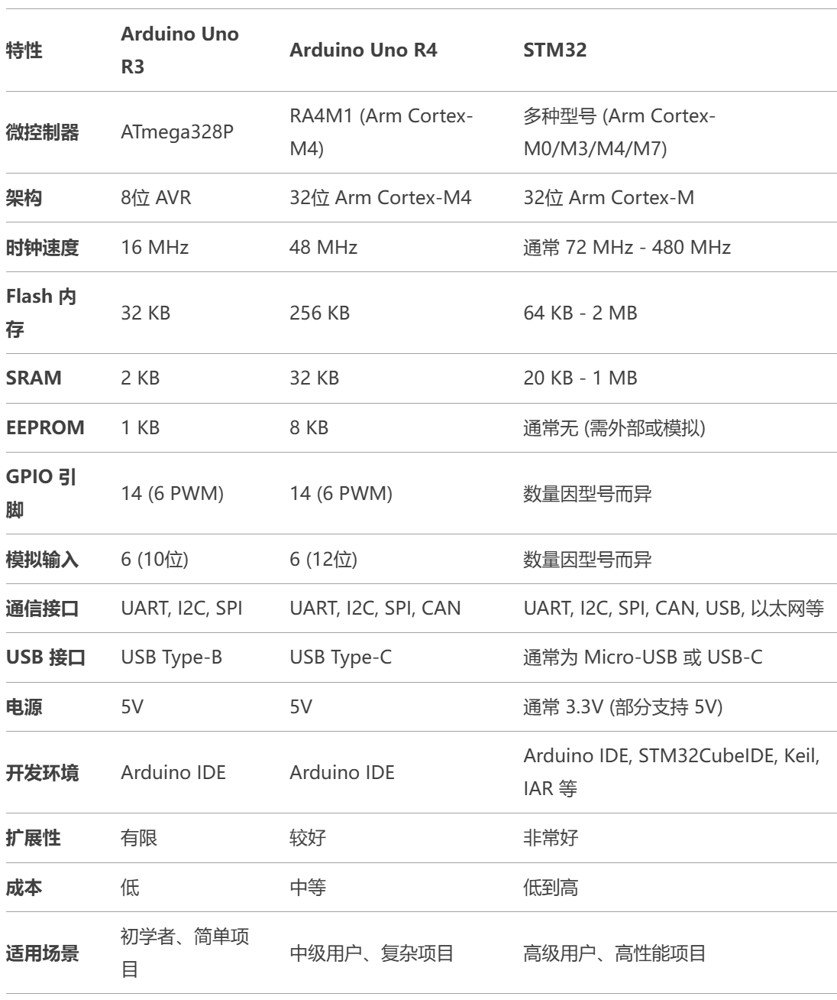 特性 Arduino Uno R3 Arduino Uno R4 STM32
微控制器 ATmega328P RA4M1 (Arm Cortex-M4) 多种型号 (Arm Cortex-M0/M3/M4/M7)
架构 8位 AVR 32位 Arm Cortex-M4 32位 Arm Cortex-M
时钟速度 16 MHz 48 MHz 通常 72 MHz - 480 MHz
Flash 内存 32 KB 256 KB 64 KB - 2 MB
SRAM 2 KB 32 KB 20 KB - 1 MB
EEPROM 1 KB 8 KB 通常无 (需外部或模拟)
GPIO 引脚 14 (6 PWM) 14 (6 PWM) 数量因型号而异
模拟输入 6 (10位) 6 (12位) 数量因型号而异
通信接口 UART, I2C, SPI UART, I2C, SPI, CAN UART, I2C, SPI, CAN, USB, 以太网等
USB 接口 USB Type-B USB Type-C 通常为 Micro-USB 或 USB-C
电源 5V 5V 通常 3.3V (部分支持 5V)
开发环境 Arduino IDE Arduino IDE Arduino IDE, STM32CubeIDE, Keil, IAR 等
扩展性 有限 较好 非常好
成本 低 中等 低到高
适用场景 初学者、简单项目 中级用户、复杂项目 高级用户、高性能项目